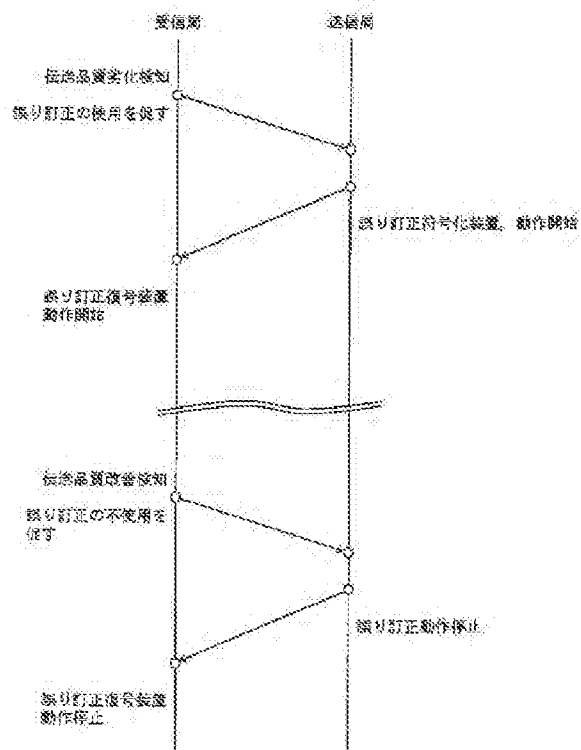 受信局
送信局
伝送品質劣化検知
誤り訂正の使用を促す
誤り訂正符号化装置，動作開始
誤り訂正復号装置
動作開始
伝送品質改善検知
誤り訂正の不使用を
促す
誤り訂正動作停止
誤り訂正復号装置
動作停止